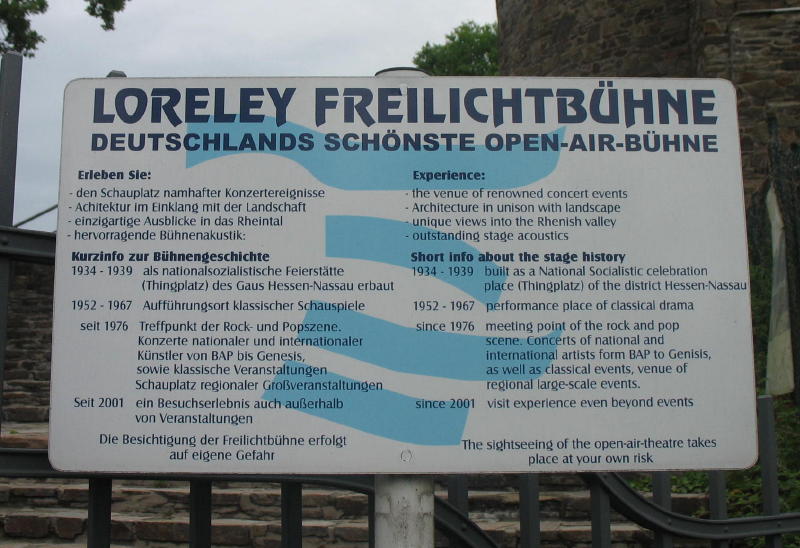 LORELEY FREILICHTBÜHNE
DEUTSCHLANDS SCHÖNSTE OPEN-AIR-BÜHNE
Erleben Sie:
- den Schauplatz namhafter Konzertereignisse
- Achitektur im Einklang mit der Landschaft
- einzigartige Ausblicke in das Rheintal
- hervorragende Bühnenakustik:
Kurzinfo zur Bühnengeschichte
1934 - 1939 als nationalsozialistische Feierstätte
(Thingplatz) des Gaus Hessen-Nassau erbaut
1952 - 1967 Aufführungsort klassischer Schauspiele
seit 1976 Treffpunkt der Rock- und Popszene.
Konzerte nationaler und internationaler
Künstler von BAP bis Genesis,
sowie klassische Veranstaltungen
Schauplatz regionaler Großveranstaltungen
Seit 2001 ein Besuchserlebnis auch außerhalb
von Veranstaltungen
Die Besichtigung der Freilichtbühne erfolgt
auf eigene Gefahr
Experience:
- the venue of renowned concert events
- Architecture in unison with landscape
- unique views into the Rhenish valley
- outstanding stage acoustics
Short info about the stage history
1934 - 1939 built as a National Socialistic celebration
place (Thingplatz) of the district Hessen-Nassau
1952 - 1967 performance place of classical drama
since 1976 meeting point of the rock and pop
scene. Concerts of national and
international artists form BAP to Genisis,
as well as classical events, venue of
regional large-scale events.
since 2001 visit experience even beyond events
The sightseeing of the open-air-theatre takes
place at your own risk